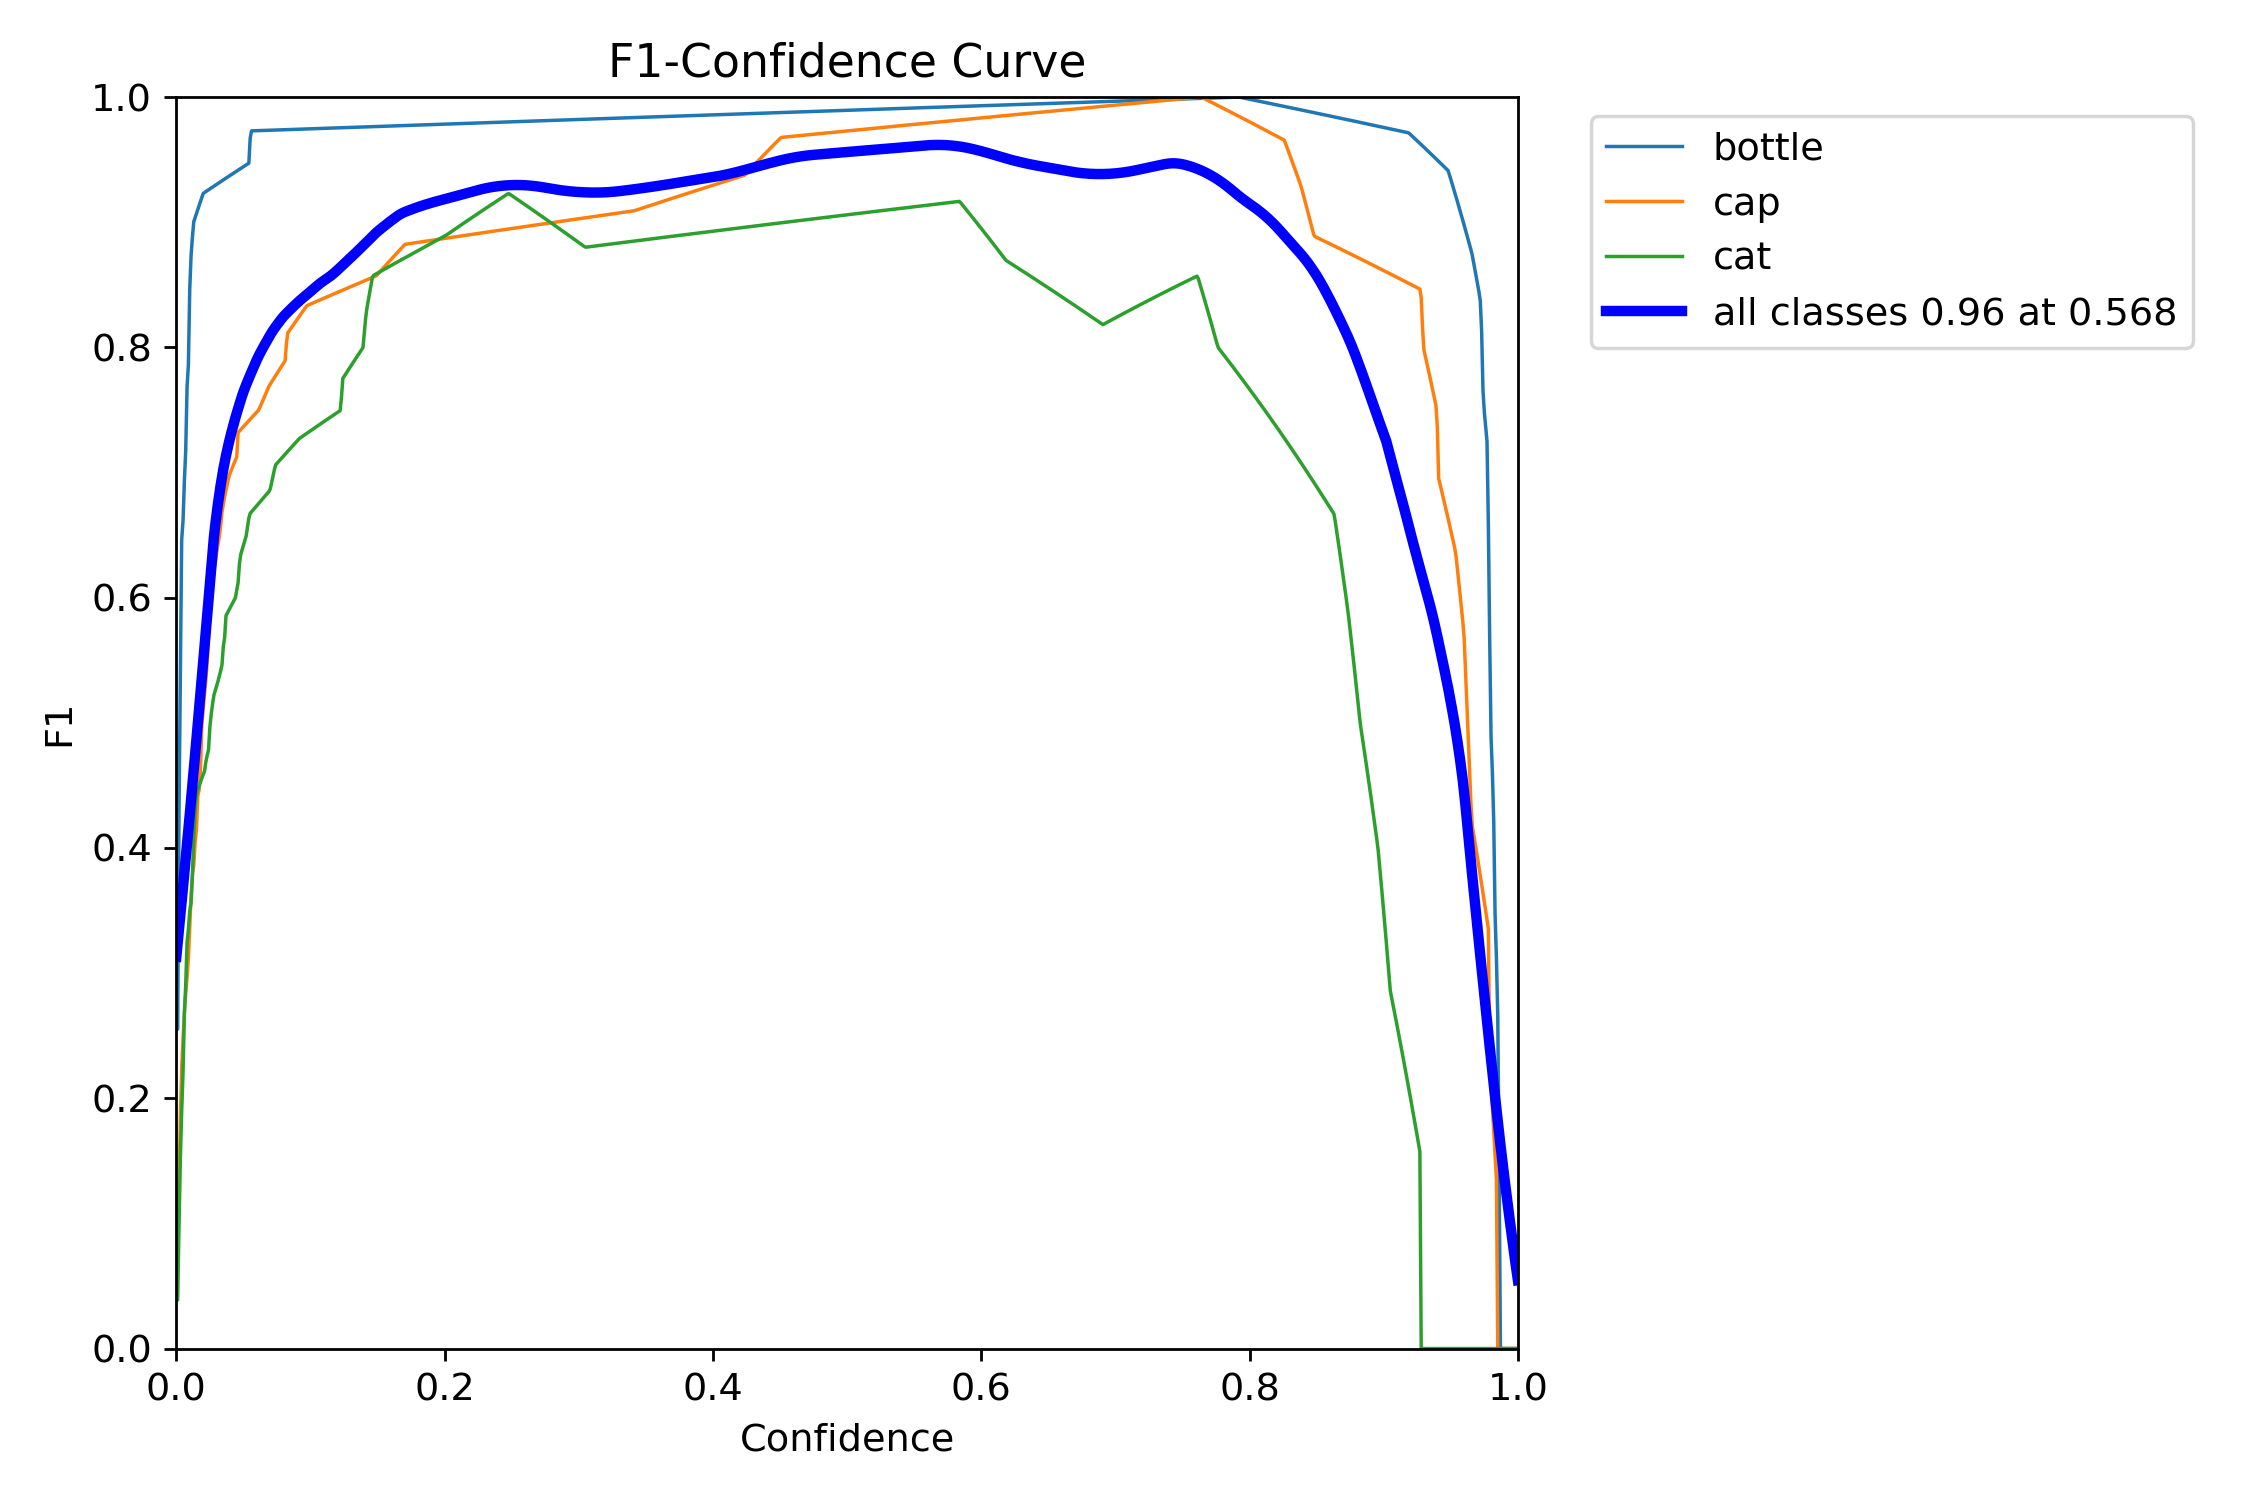 F1-Confidence Curve
1.0
0.8
0.6
0.4
0.2
0.0
F1
0.0 0.2 0.4 0.6 0.8 1.0
Confidence
bottle
cap
cat
all classes 0.96 at 0.568